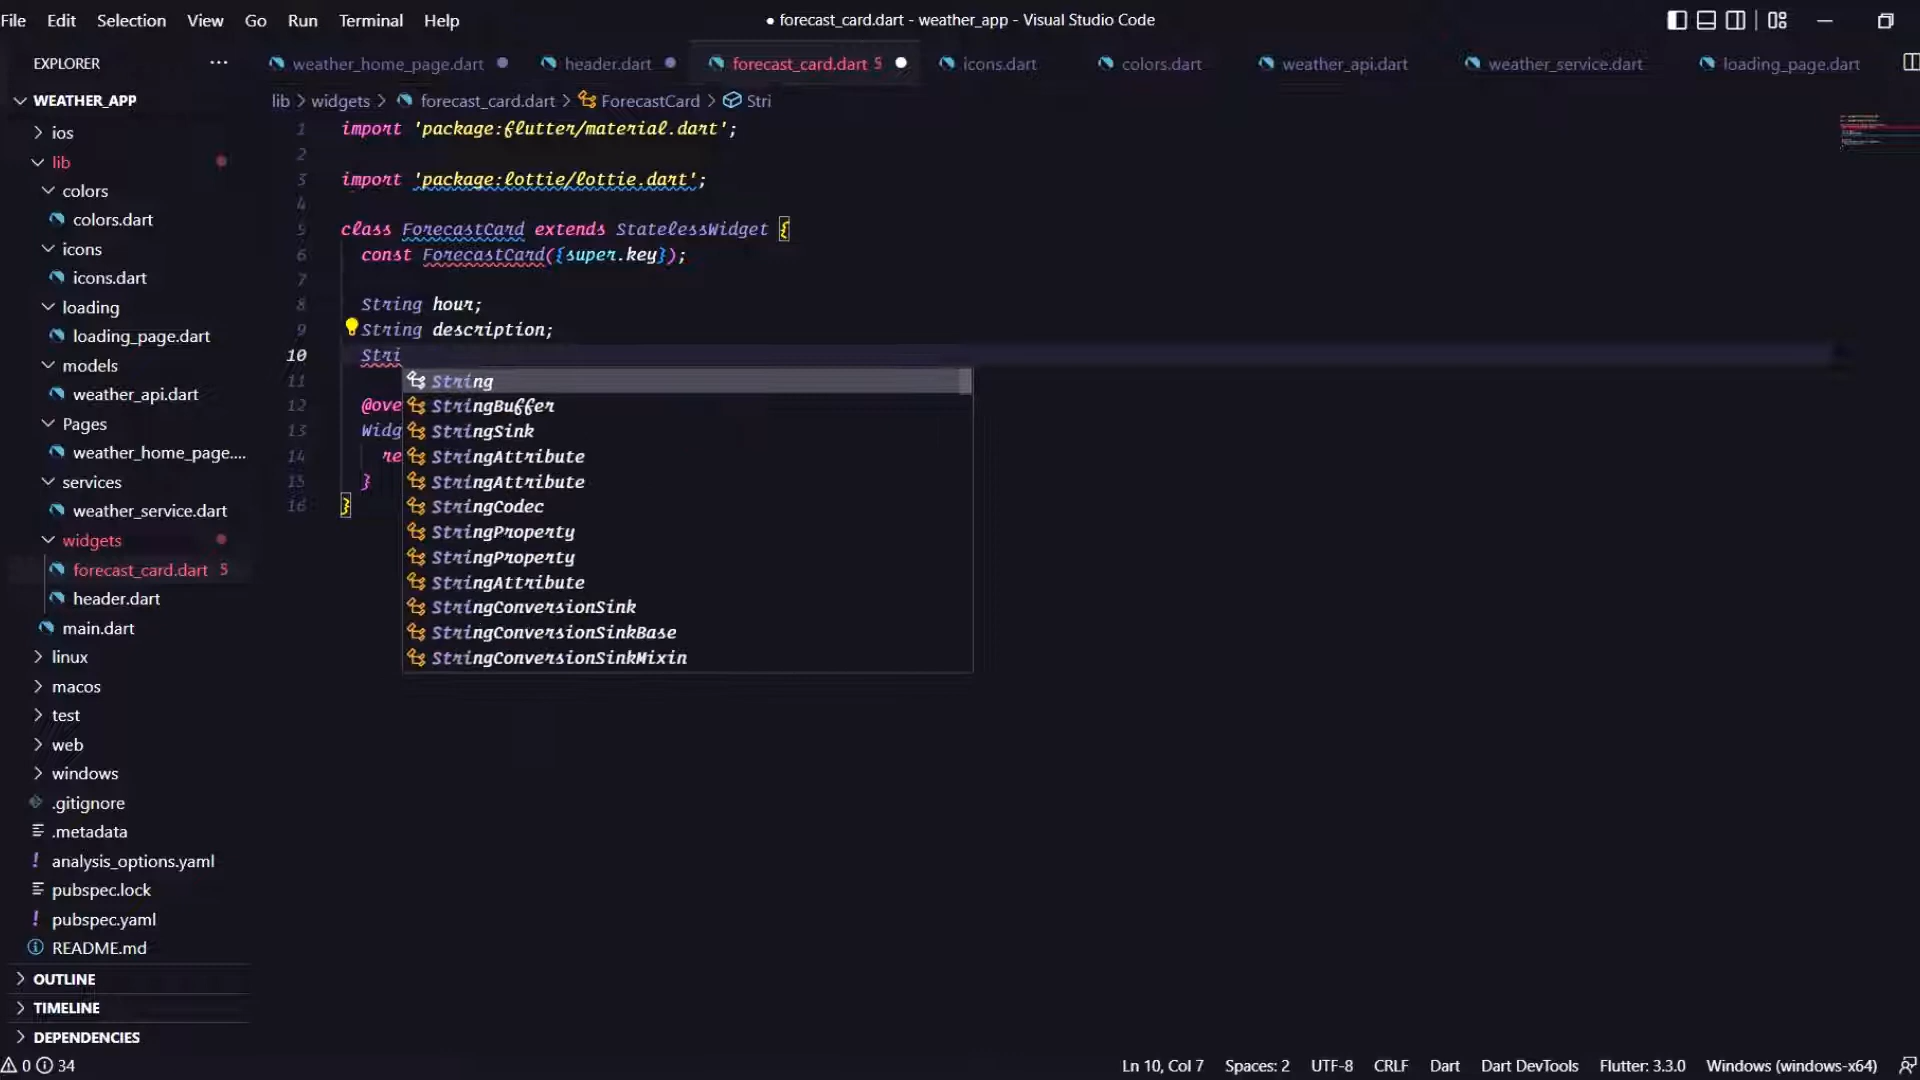 File Edit Selection View Go Run Terminal Help
● forecast_card.dart - weather_app - Visual Studio Code
EXPLORER ···
weather_home_page.dart header.dart forecast_card.dart 5 icons.dart colors.dart weather_api.dart weather_service.dart loading_page.dart
lib > widgets > forecast_card.dart > ForecastCard > Stri
WEATHER_APP
ios
lib
colors
colors.dart
icons
icons.dart
loading
loading_page.dart
models
weather_api.dart
Pages
weather_home_page....
services
weather_service.dart
widgets
forecast_card.dart 5
header.dart
main.dart
linux
macos
test
web
windows
.gitignore
.metadata
analysis_options.yaml
pubspec.lock
pubspec.yaml
README.md
OUTLINE
TIMELINE
DEPENDENCIES
1 import 'package:flutter/material.dart';
2
3 import 'package:lottie/lottie.dart';
4
5 class ForecastCard extends StatelessWidget {
6 const ForecastCard({super.key});
7
8 String hour;
9 String description;
10 Stri
11
12 @ove
13 Widg
14 re
15 }
16 }
String
StringBuffer
StringSink
StringAttribute
StringAttribute
StringCodec
StringProperty
StringProperty
StringAttribute
StringConversionSink
StringConversionSinkBase
StringConversionSinkMixin
0 34
Ln 10, Col 7 Spaces: 2 UTF-8 CRLF Dart Dart DevTools Flutter: 3.3.0 Windows (windows-x64)